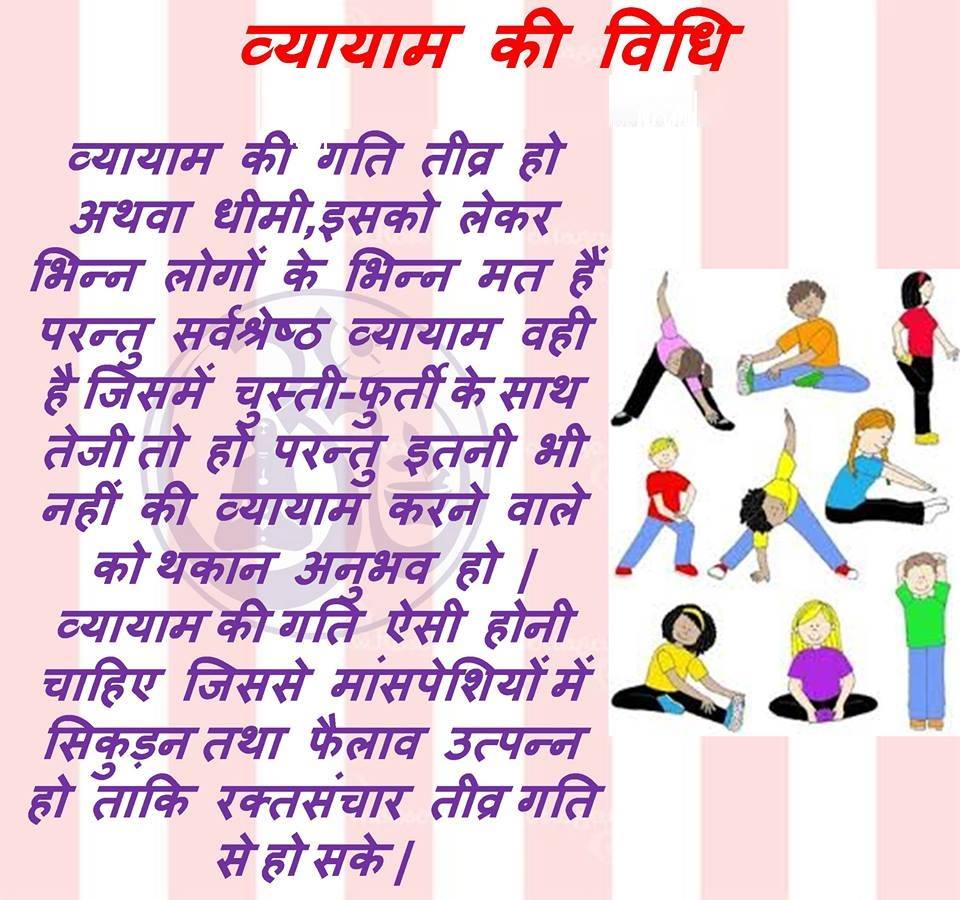 व्यायाम की विधि
व्यायाम की गति तीव्र हो
अथवा धीमी,इसको लेकर
भिन्न लोगों के भिन्न मत हैं
परन्तु सर्वश्रेष्ठ व्यायाम वही
है जिसमें चुस्ती-फुर्ती के साथ
तेजी तो हो परन्तु इतनी भी
नहीं की व्यायाम करने वाले
को थकान अनुभव हो |
व्यायाम की गति ऐसी होनी
चाहिए जिससे मांसपेशियों में
सिकुड़न तथा फैलाव उत्पन्न
हो ताकि रक्तसंचार तीव्र गति
से हो सके |